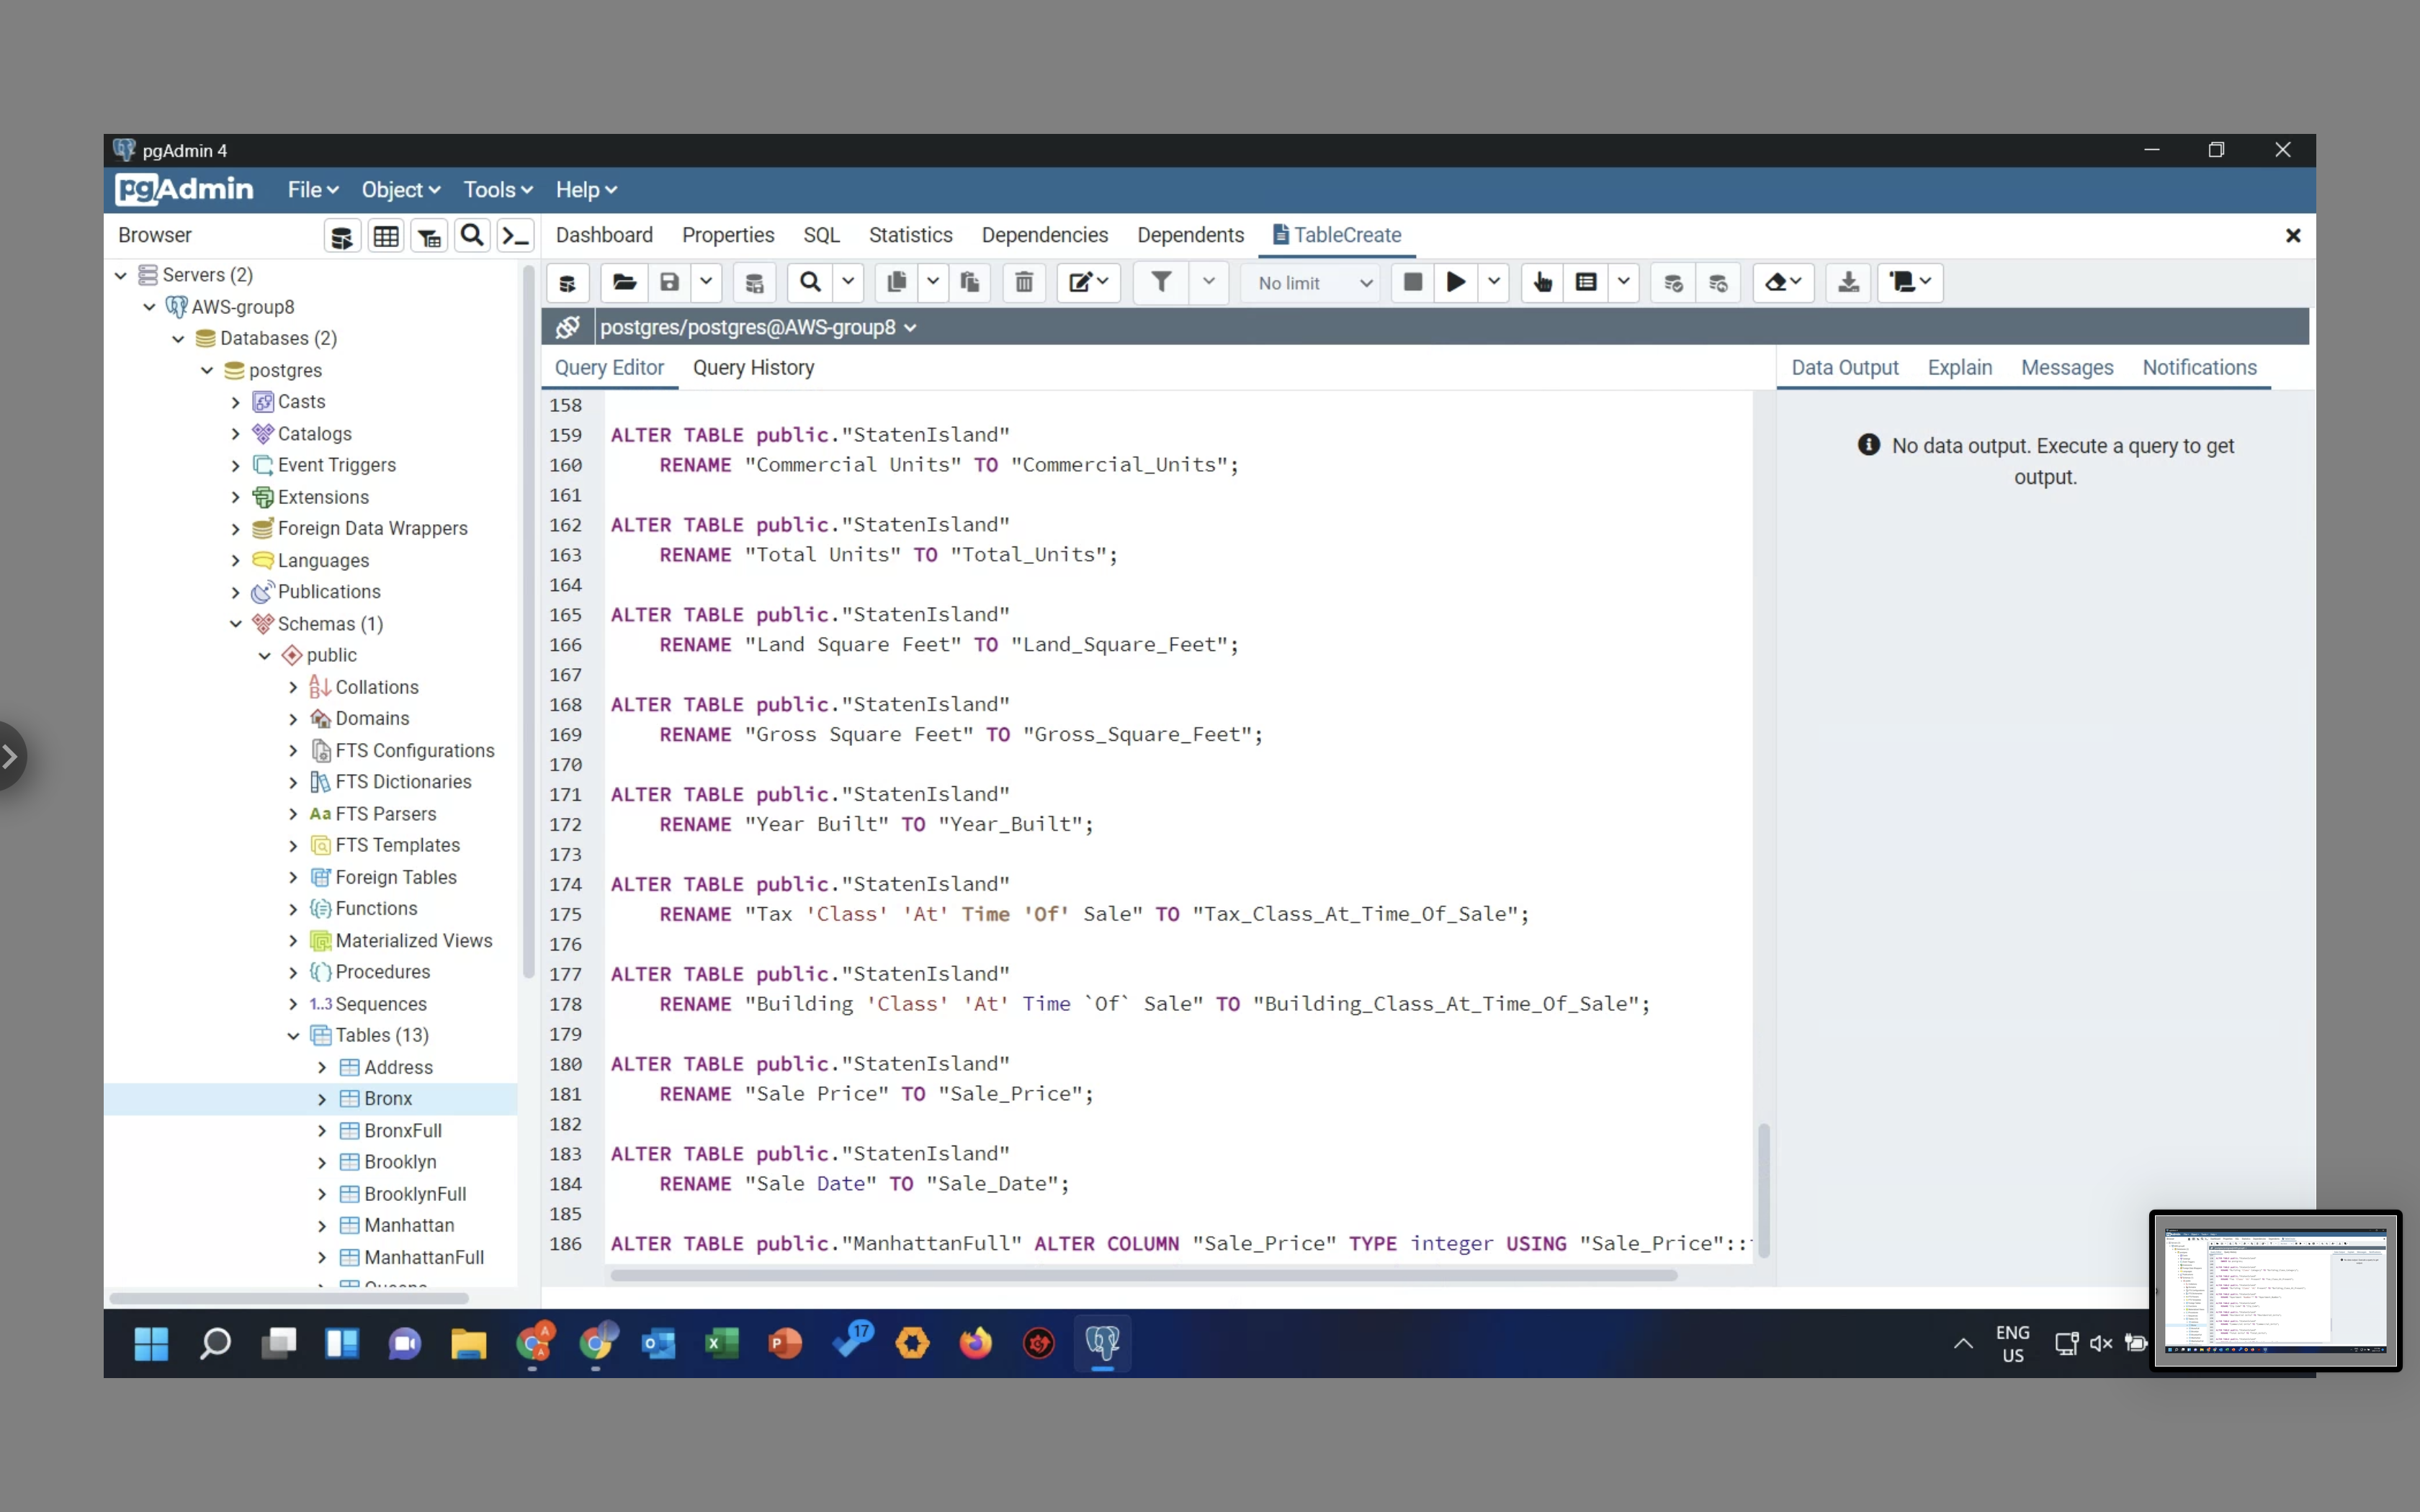 pgAdmin 4
pgAdmin File Object Tools Help
Browser
Dashboard Properties SQL Statistics Dependencies Dependents TableCreate
Servers (2)
AWS-group8
Databases (2)
postgres
Casts
Catalogs
Event Triggers
Extensions
Foreign Data Wrappers
Languages
Publications
Schemas (1)
public
Collations
Domains
FTS Configurations
FTS Dictionaries
Aa FTS Parsers
FTS Templates
Foreign Tables
Functions
Materialized Views
Procedures
1..3 Sequences
Tables (13)
Address
Bronx
BronxFull
Brooklyn
BrooklynFull
Manhattan
ManhattanFull
No limit
postgres/postgres@AWS-group8
Query Editor Query History
158
159 ALTER TABLE public."StatenIsland"
160 RENAME "Commercial Units" TO "Commercial_Units";
161
162 ALTER TABLE public."StatenIsland"
163 RENAME "Total Units" TO "Total_Units";
164
165 ALTER TABLE public."StatenIsland"
166 RENAME "Land Square Feet" TO "Land_Square_Feet";
167
168 ALTER TABLE public."StatenIsland"
169 RENAME "Gross Square Feet" TO "Gross_Square_Feet";
170
171 ALTER TABLE public."StatenIsland"
172 RENAME "Year Built" TO "Year_Built";
173
174 ALTER TABLE public."StatenIsland"
175 RENAME "Tax 'Class' 'At' Time 'Of' Sale" TO "Tax_Class_At_Time_Of_Sale";
176
177 ALTER TABLE public."StatenIsland"
178 RENAME "Building 'Class' 'At' Time `Of` Sale" TO "Building_Class_At_Time_Of_Sale";
179
180 ALTER TABLE public."StatenIsland"
181 RENAME "Sale Price" TO "Sale_Price";
182
183 ALTER TABLE public."StatenIsland"
184 RENAME "Sale Date" TO "Sale_Date";
185
186 ALTER TABLE public."ManhattanFull" ALTER COLUMN "Sale_Price" TYPE integer USING "Sale_Price"::
Data Output Explain Messages Notifications
No data output. Execute a query to get
output.
17
ENG
US